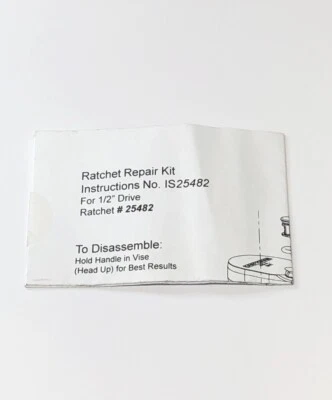 Ratchet Repair Kit
Instructions No. IS25482
For 1/2" Drive
Ratchet # 25482
To Disassemble:
Hold Handle in Vise
(Head Up) for Best Results